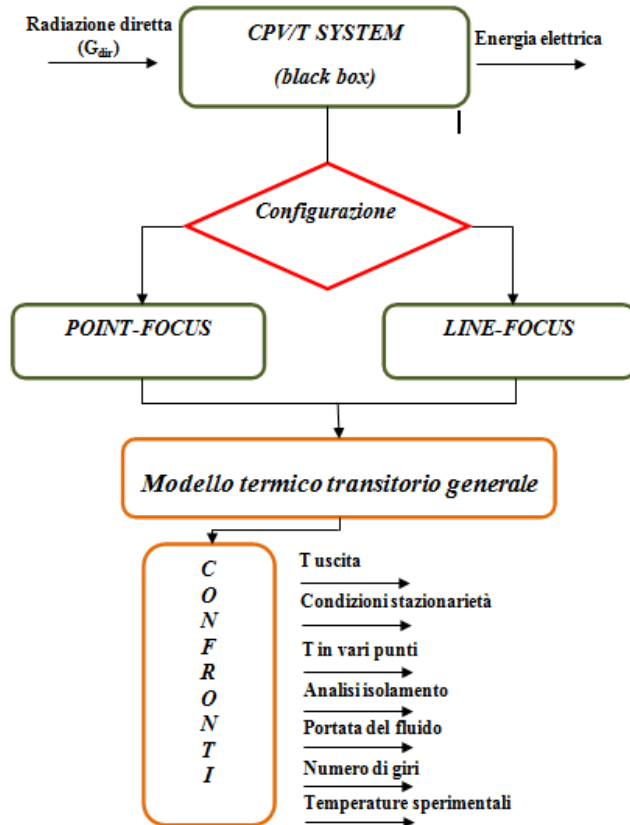 Radiazione diretta
(Gdir)
CPV/T SYSTEM
(black box)
Energia elettrica
Configurazione
POINT-FOCUS
LINE-FOCUS
Modello termico transitorio generale
C
O
N
F
R
O
N
T
I
T uscita
Condizioni stazionarietà
T in vari punti
Analisi isolamento
Portata del fluido
Numero di giri
Temperature sperimentali